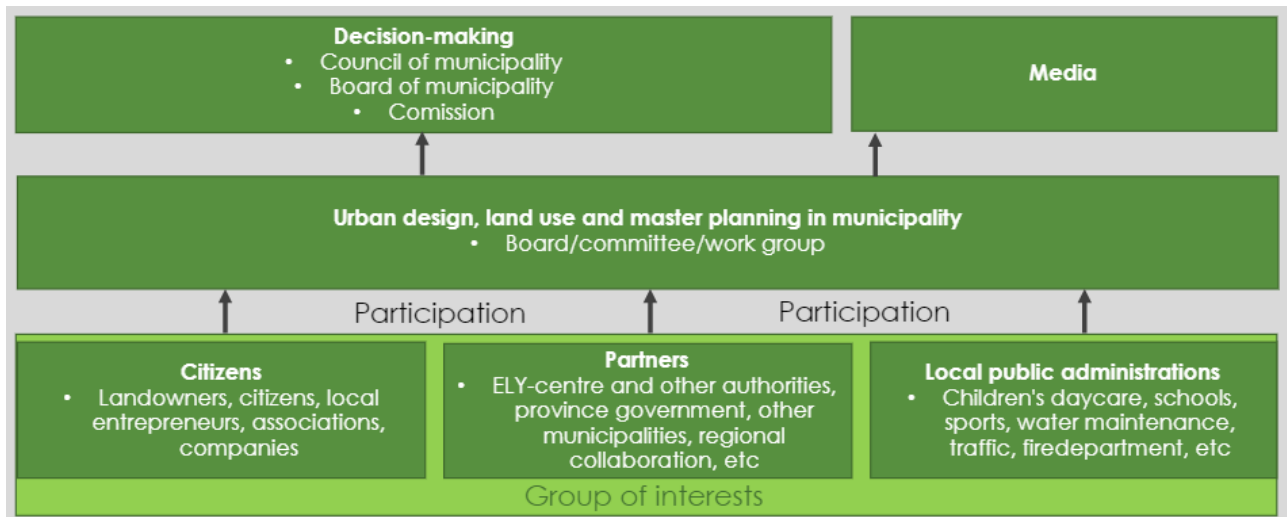 Decision-making
• Council of municipality
• Board of municipality
• Comission
Media
Urban design, land use and master planning in municipality
• Board/committee/work group
Participation
Participation
Citizens
• Landowners, citizens, local
entrepreneurs, associations,
companies
Partners
• ELY-centre and other authorities,
province government, other
municipalities, regional
collaboration, etc
Local public administrations
• Children's daycare, schools,
sports, water maintenance,
traffic, firedepartment, etc
Group of interests